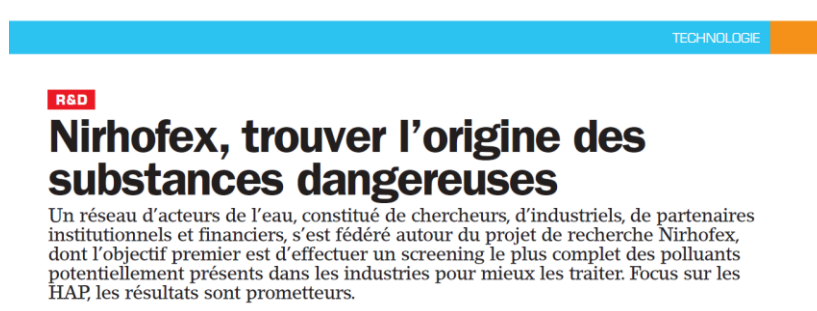 TECHNOLOGIE
R&D
Nirhofex, trouver l’origine des
substances dangereuses
Un réseau d’acteurs de l’eau, constitué de chercheurs, d’industriels, de partenaires
institutionnels et financiers, s’est fédéré autour du projet de recherche Nirhofex,
dont l’objectif premier est d’effectuer un screening le plus complet des polluants
potentiellement présents dans les industries pour mieux les traiter. Focus sur les
HAP, les résultats sont prometteurs.